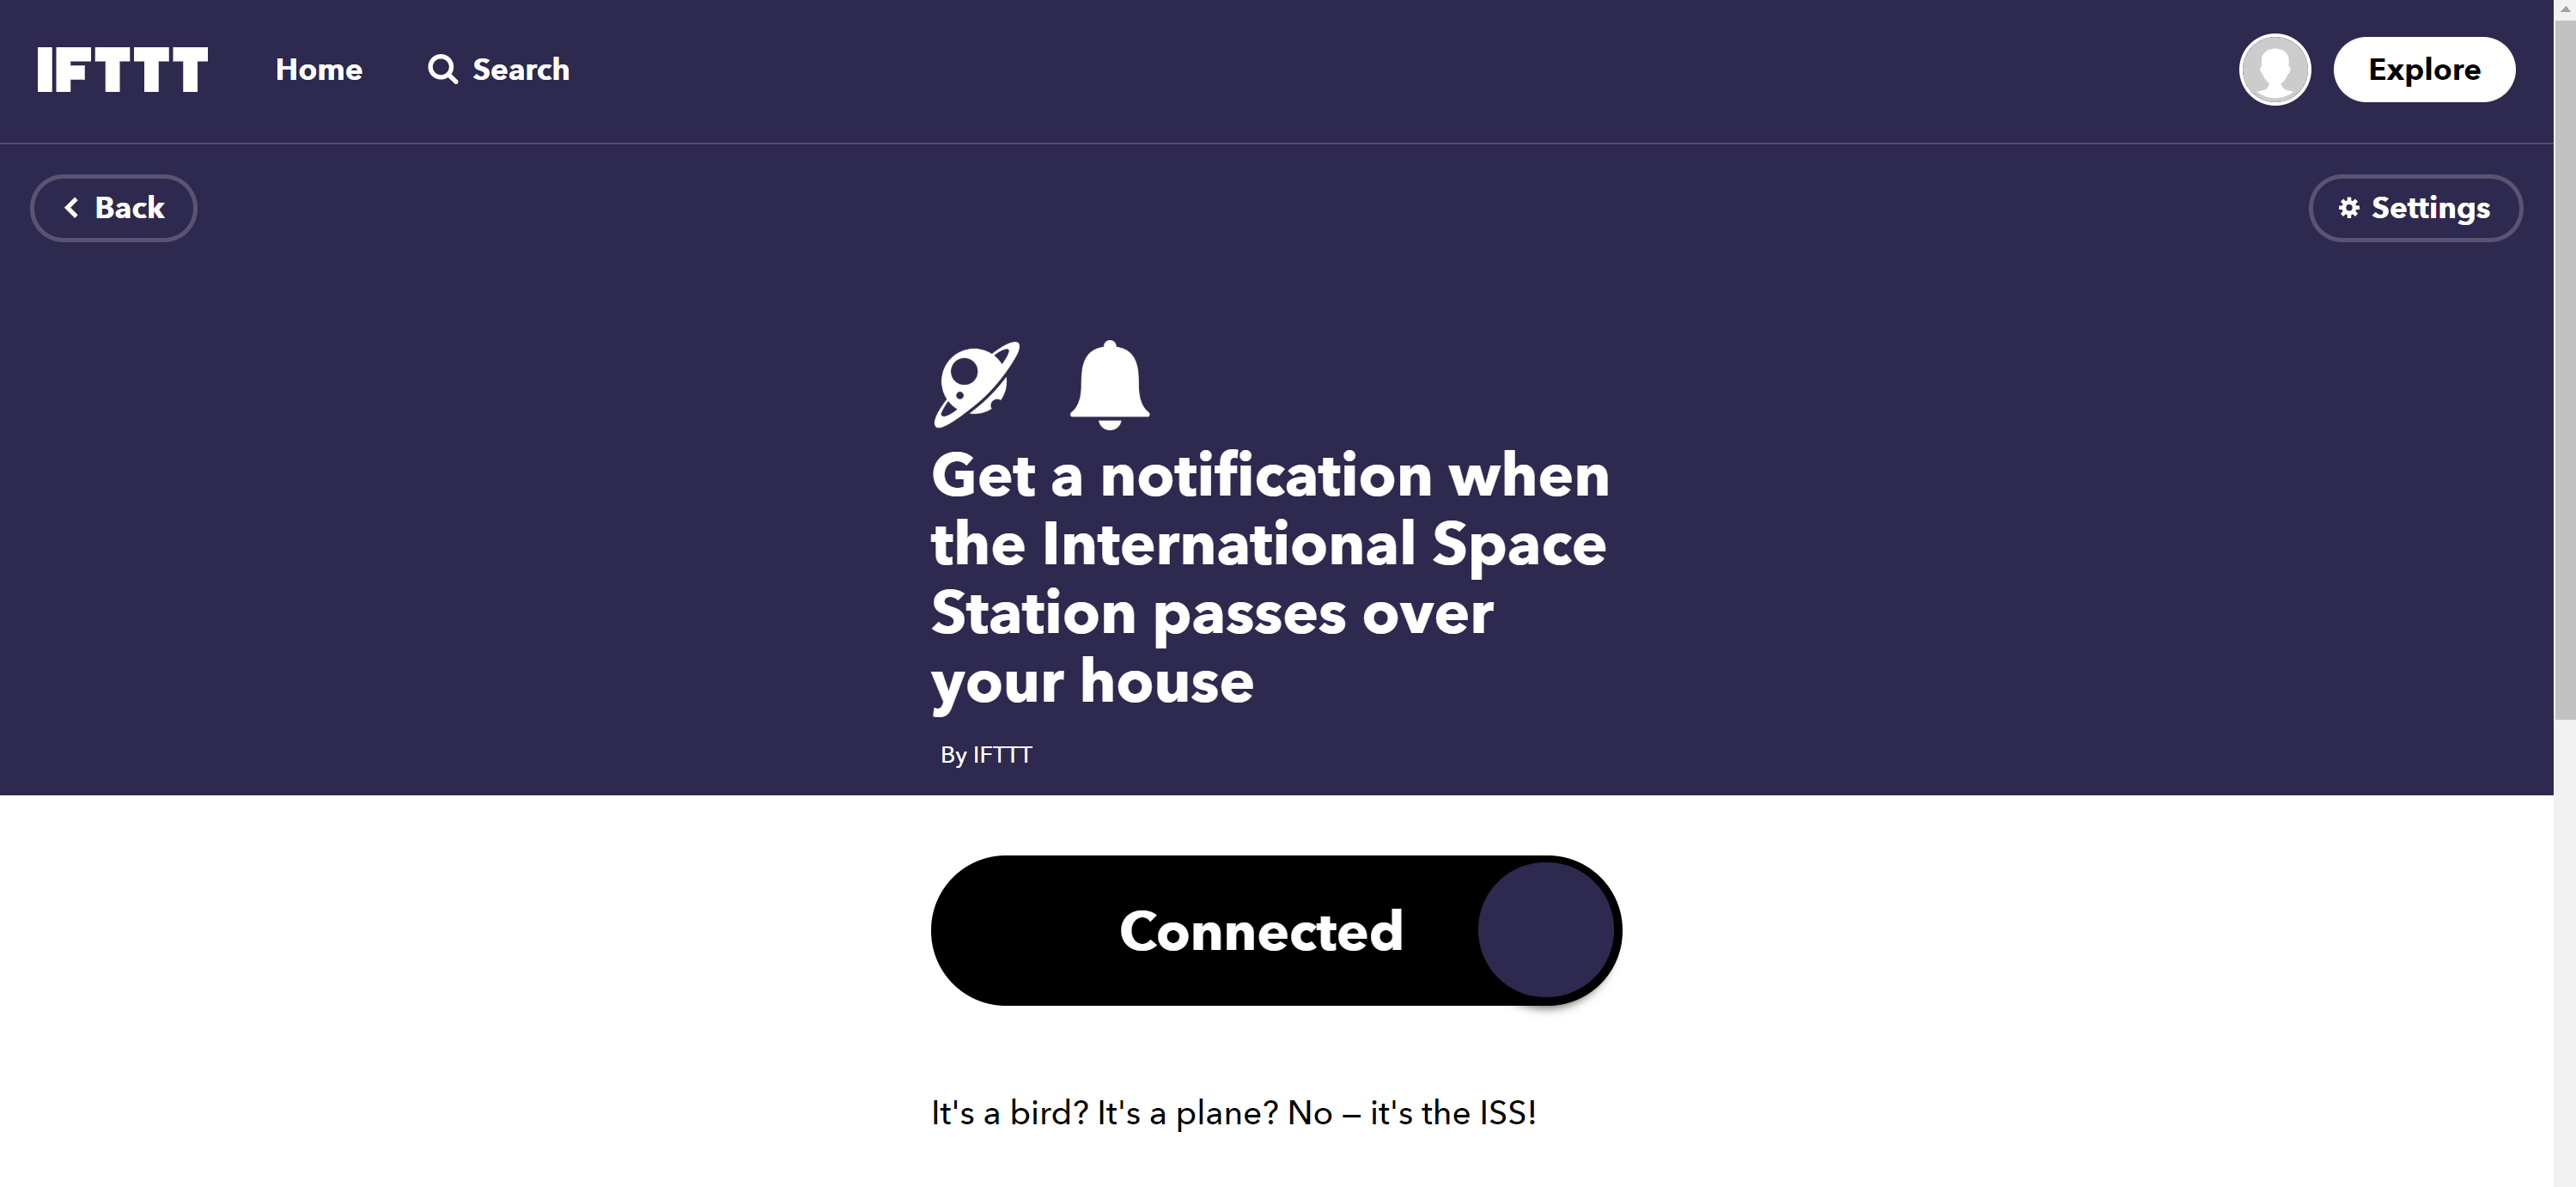 IFTTT
Home
Search
Explore
Back
Settings
Get a notification when
the International Space
Station passes over
your house
By IFTTT
Connected
It's a bird? It's a plane? No – it's the ISS!